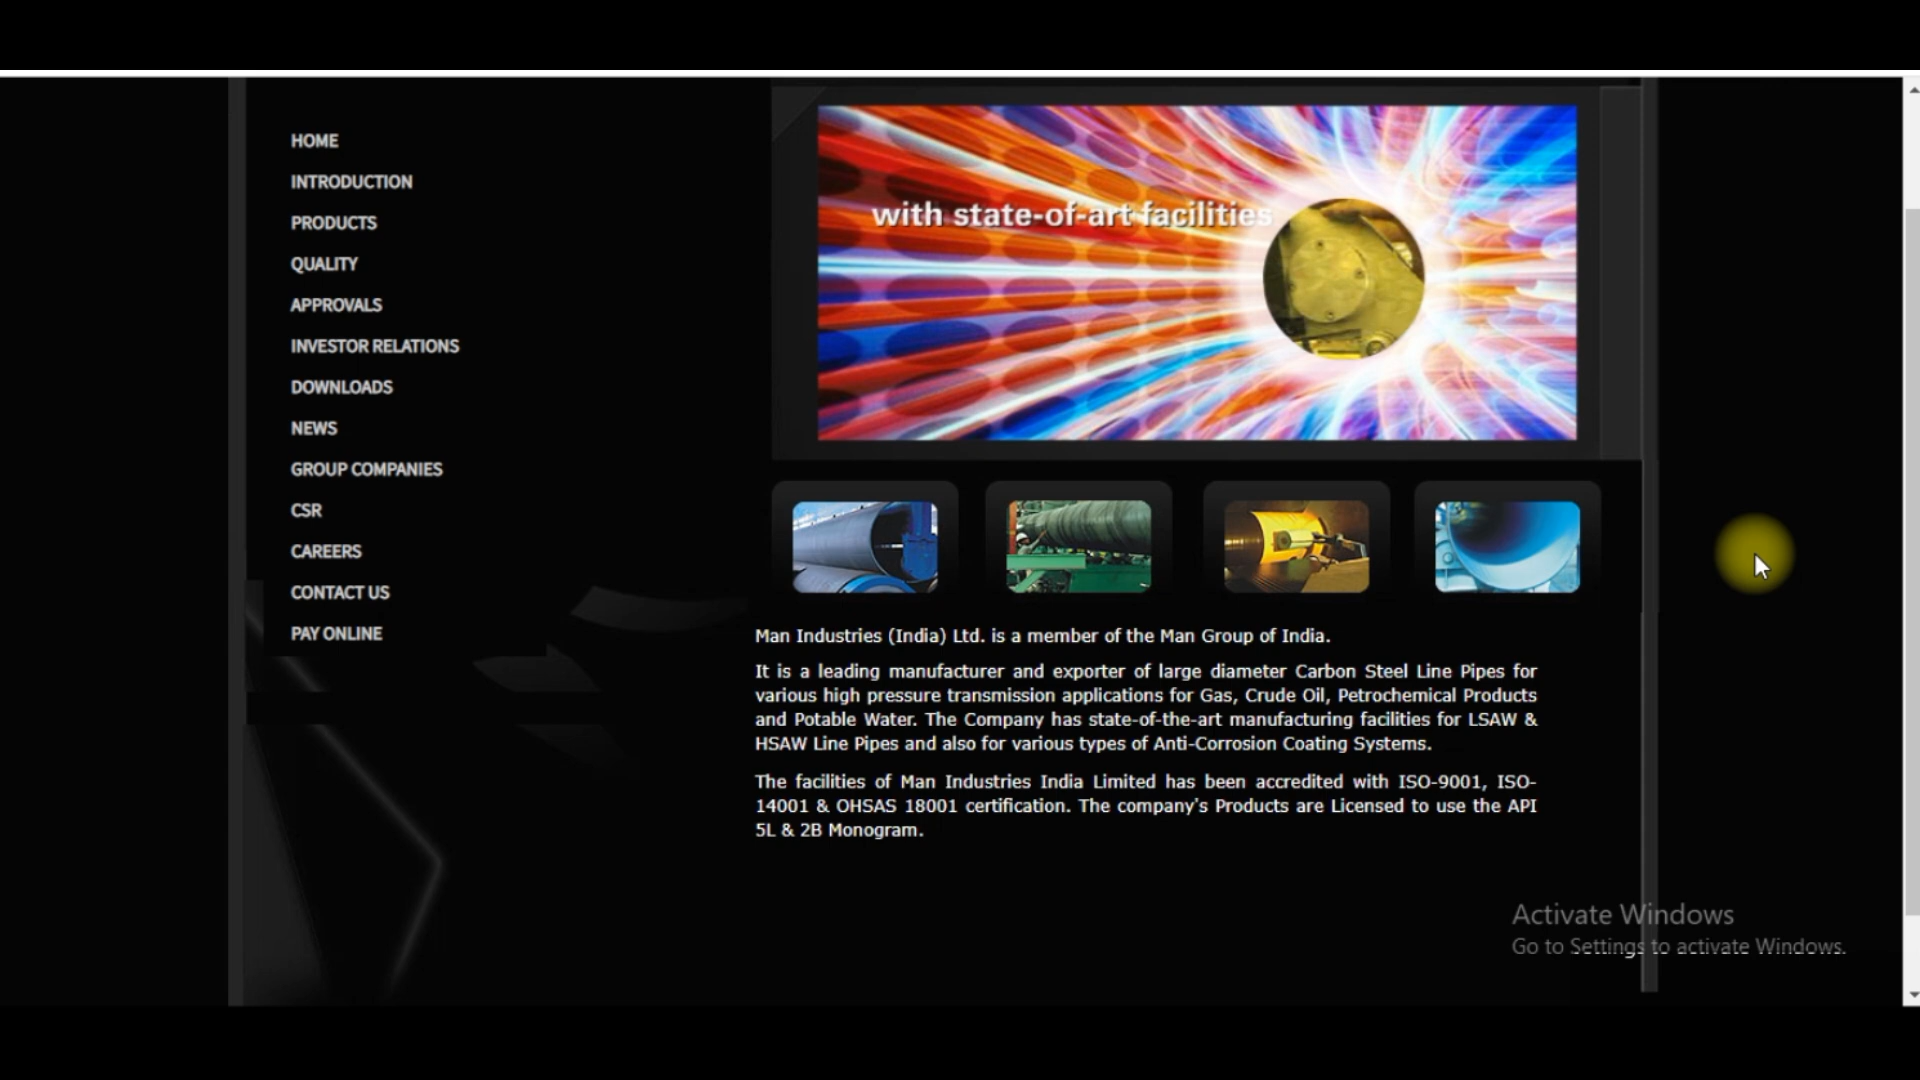 HOME
INTRODUCTION
PRODUCTS
QUALITY
APPROVALS
INVESTOR RELATIONS
DOWNLOADS
NEWS
GROUP COMPANIES
CSR
CAREERS
CONTACT US
PAY ONLINE
with state-of-art facilities
Man Industries (India) Ltd. is a member of the Man Group of India.
It is a leading manufacturer and exporter of large diameter Carbon Steel Line Pipes for
various high pressure transmission applications for Gas, Crude Oil, Petrochemical Products
and Potable Water. The Company has state-of-the-art manufacturing facilities for LSAW &
HSAW Line Pipes and also for various types of Anti-Corrosion Coating Systems.
The facilities of Man Industries India Limited has been accredited with ISO-9001, ISO-
14001 & OHSAS 18001 certification. The company's Products are Licensed to use the API
5L & 2B Monogram.
Activate Windows
Go to Settings to activate Windows.